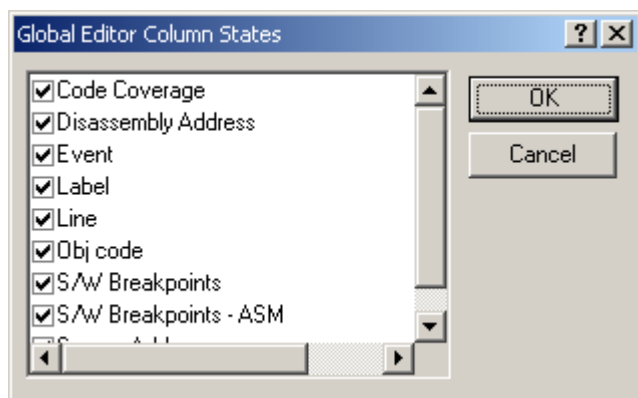 Global Editor Column States
Code Coverage
Disassembly Address
Event
Label
Line
Obj code
S/W Breakpoints
S/W Breakpoints - ASM
OK
Cancel